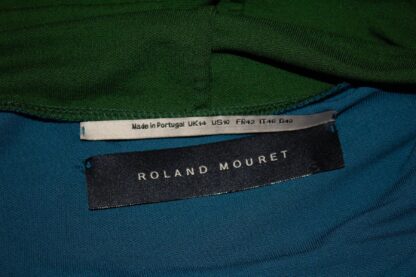 Made in Portugal UK14 US10 FR42 IT46 D40
ROLAND MOURET